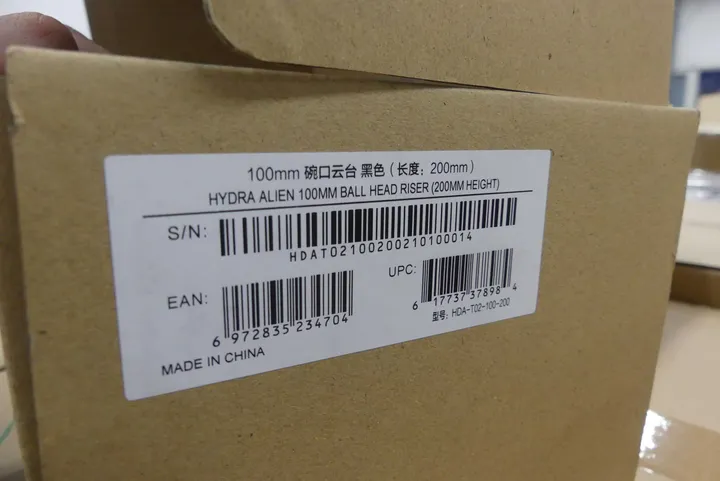 100mm 碗口云台 黑色（长度：200mm）
HYDRA ALIEN 100MM BALL HEAD RISER (200MM HEIGHT)
S/N:
HDAT02100200210100014
EAN:
6 972835 234704
UPC:
6 17737 37898 4
型号：HDA-T02-100-200
MADE IN CHINA